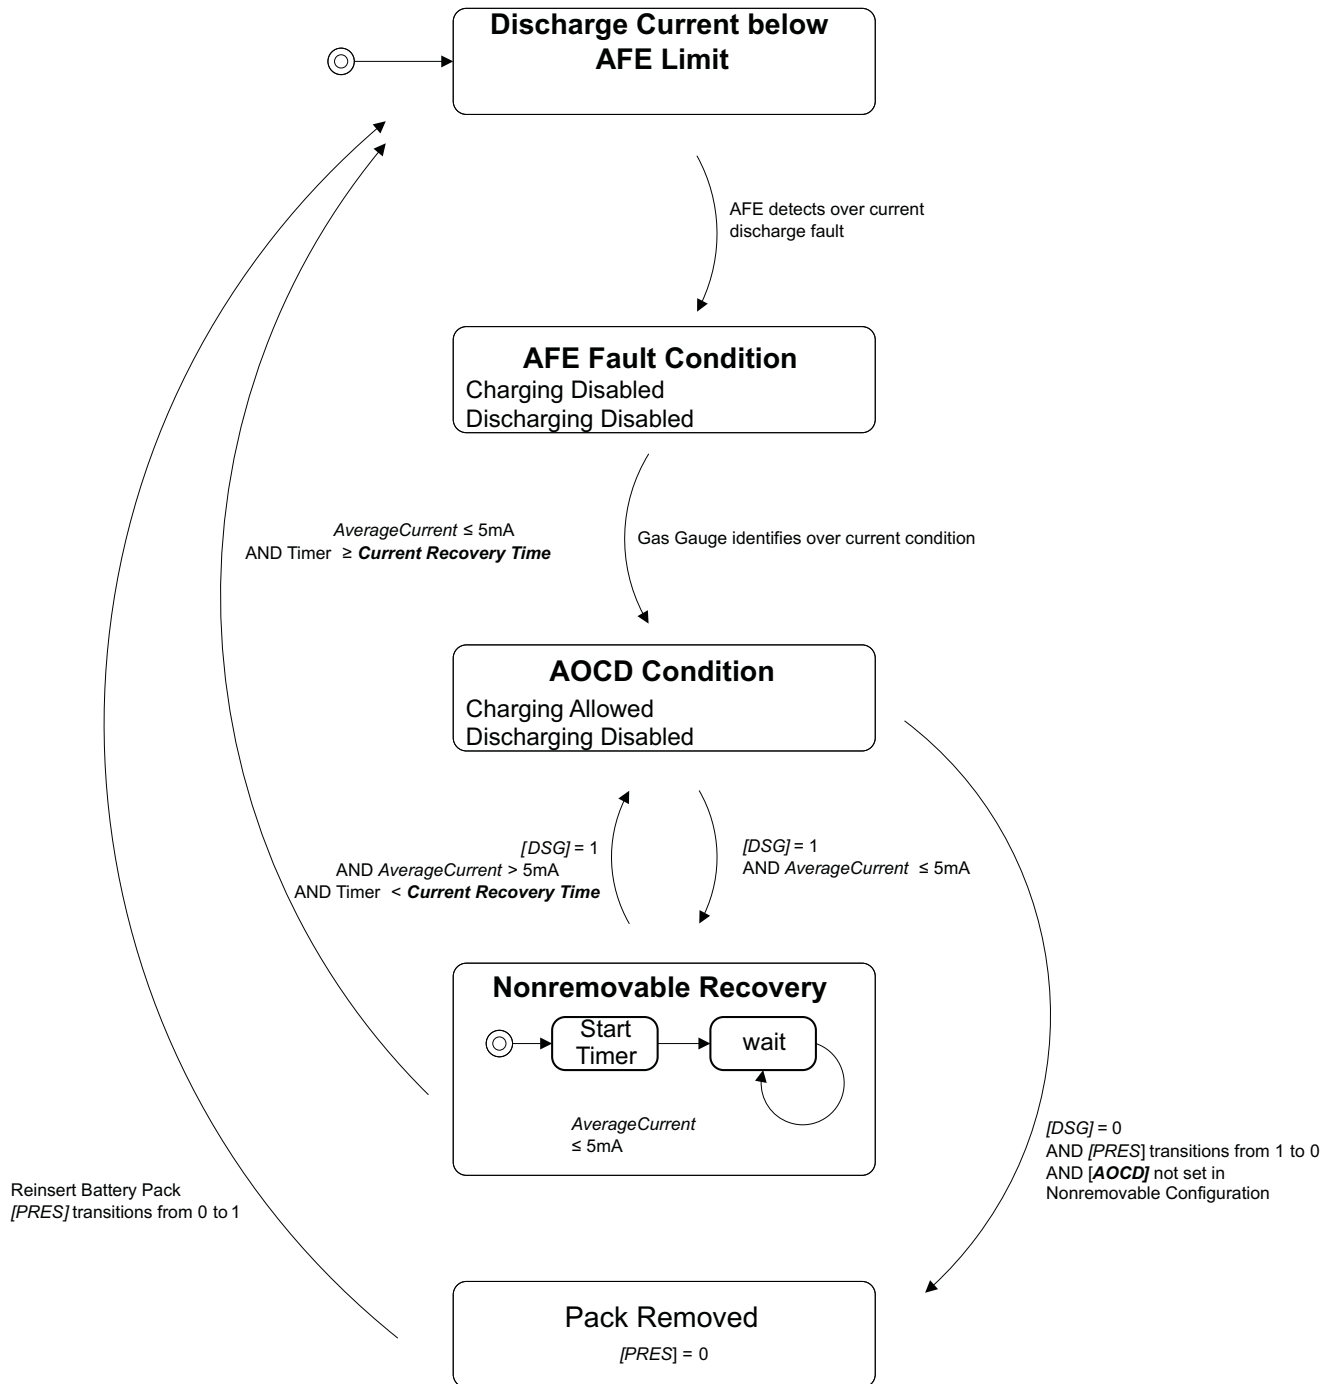 Discharge Current below
AFE Limit
AFE detects over current
discharge fault
AFE Fault Condition
Charging Disabled
Discharging Disabled
AverageCurrent ≤ 5mA
AND Timer ≥ Current Recovery Time
Gas Gauge identifies over current condition
AOCD Condition
Charging Allowed
Discharging Disabled
[DSG] = 1
AND AverageCurrent > 5mA
AND Timer < Current Recovery Time
[DSG] = 1
AND AverageCurrent ≤ 5mA
Nonremovable Recovery
Start
Timer
wait
AverageCurrent
≤ 5mA
[DSG] = 0
AND [PRES] transitions from 1 to 0
AND [AOCD] not set in
Nonremovable Configuration
Reinsert Battery Pack
[PRES] transitions from 0 to 1
Pack Removed
[PRES] = 0